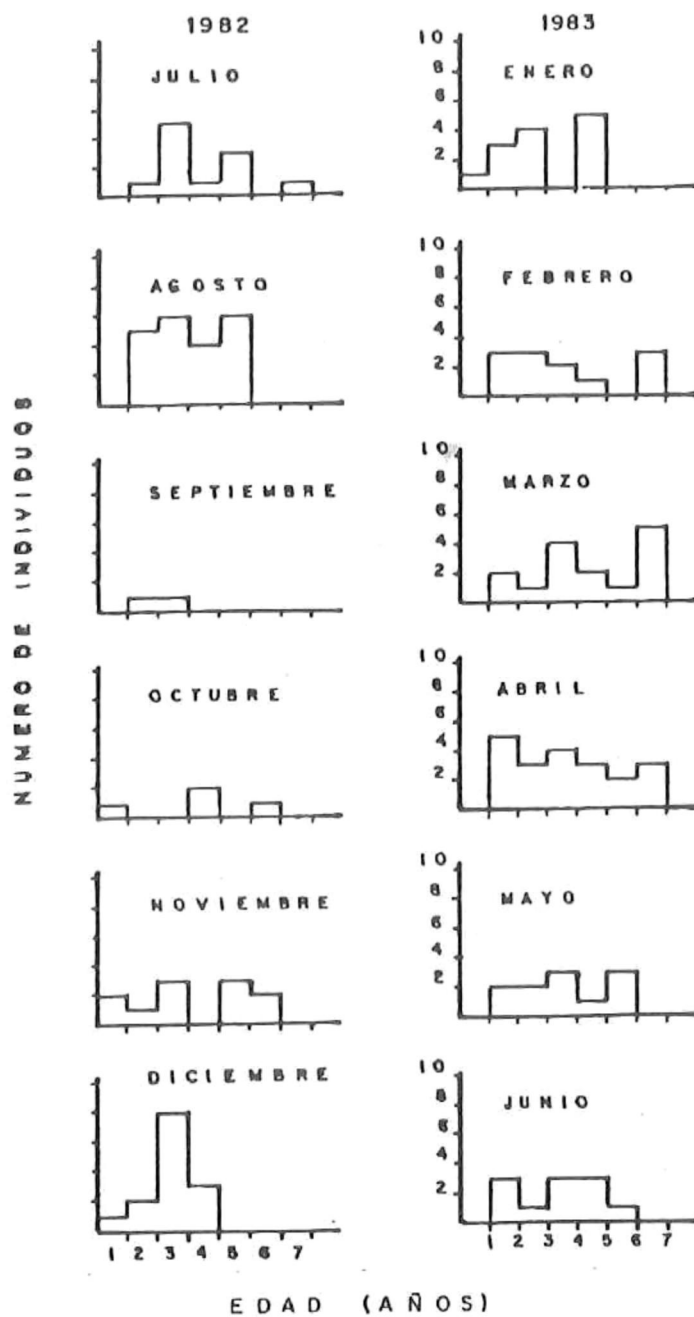 1982
JULIO
AGOSTO
SEPTIEMBRE
OCTUBRE
NOVIEMBRE
DICIEMBRE
1 2 3 4 5 6 7
1983
10
8
6
4
2
ENERO
10
8
6
4
2
FEBRERO
10
8
6
4
2
MARZO
10
8
6
4
2
ABRIL
10
8
6
4
2
MAYO
10
8
6
4
2
JUNIO
1 2 3 4 5 6 7
NUMERO DE INDIVIDUOS
EDAD (AÑOS)